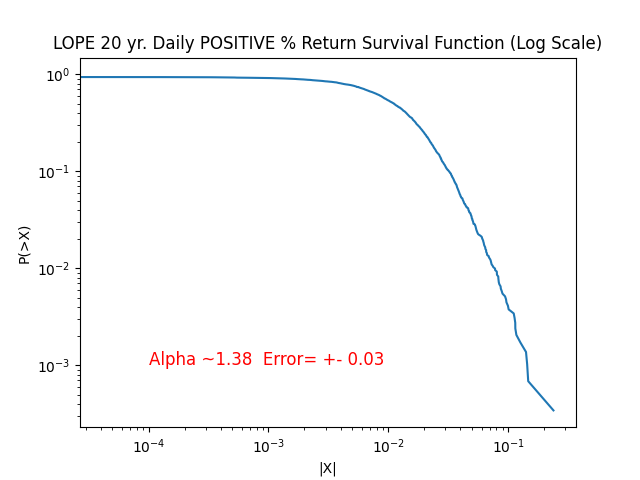 LOPE 20 yr. Daily POSITIVE % Return Survival Function (Log Scale)
10⁰
10⁻¹
10⁻²
10⁻³
P(>X)
Alpha ~1.38  Error= +- 0.03
10⁻⁴ 10⁻³ 10⁻² 10⁻¹
|X|